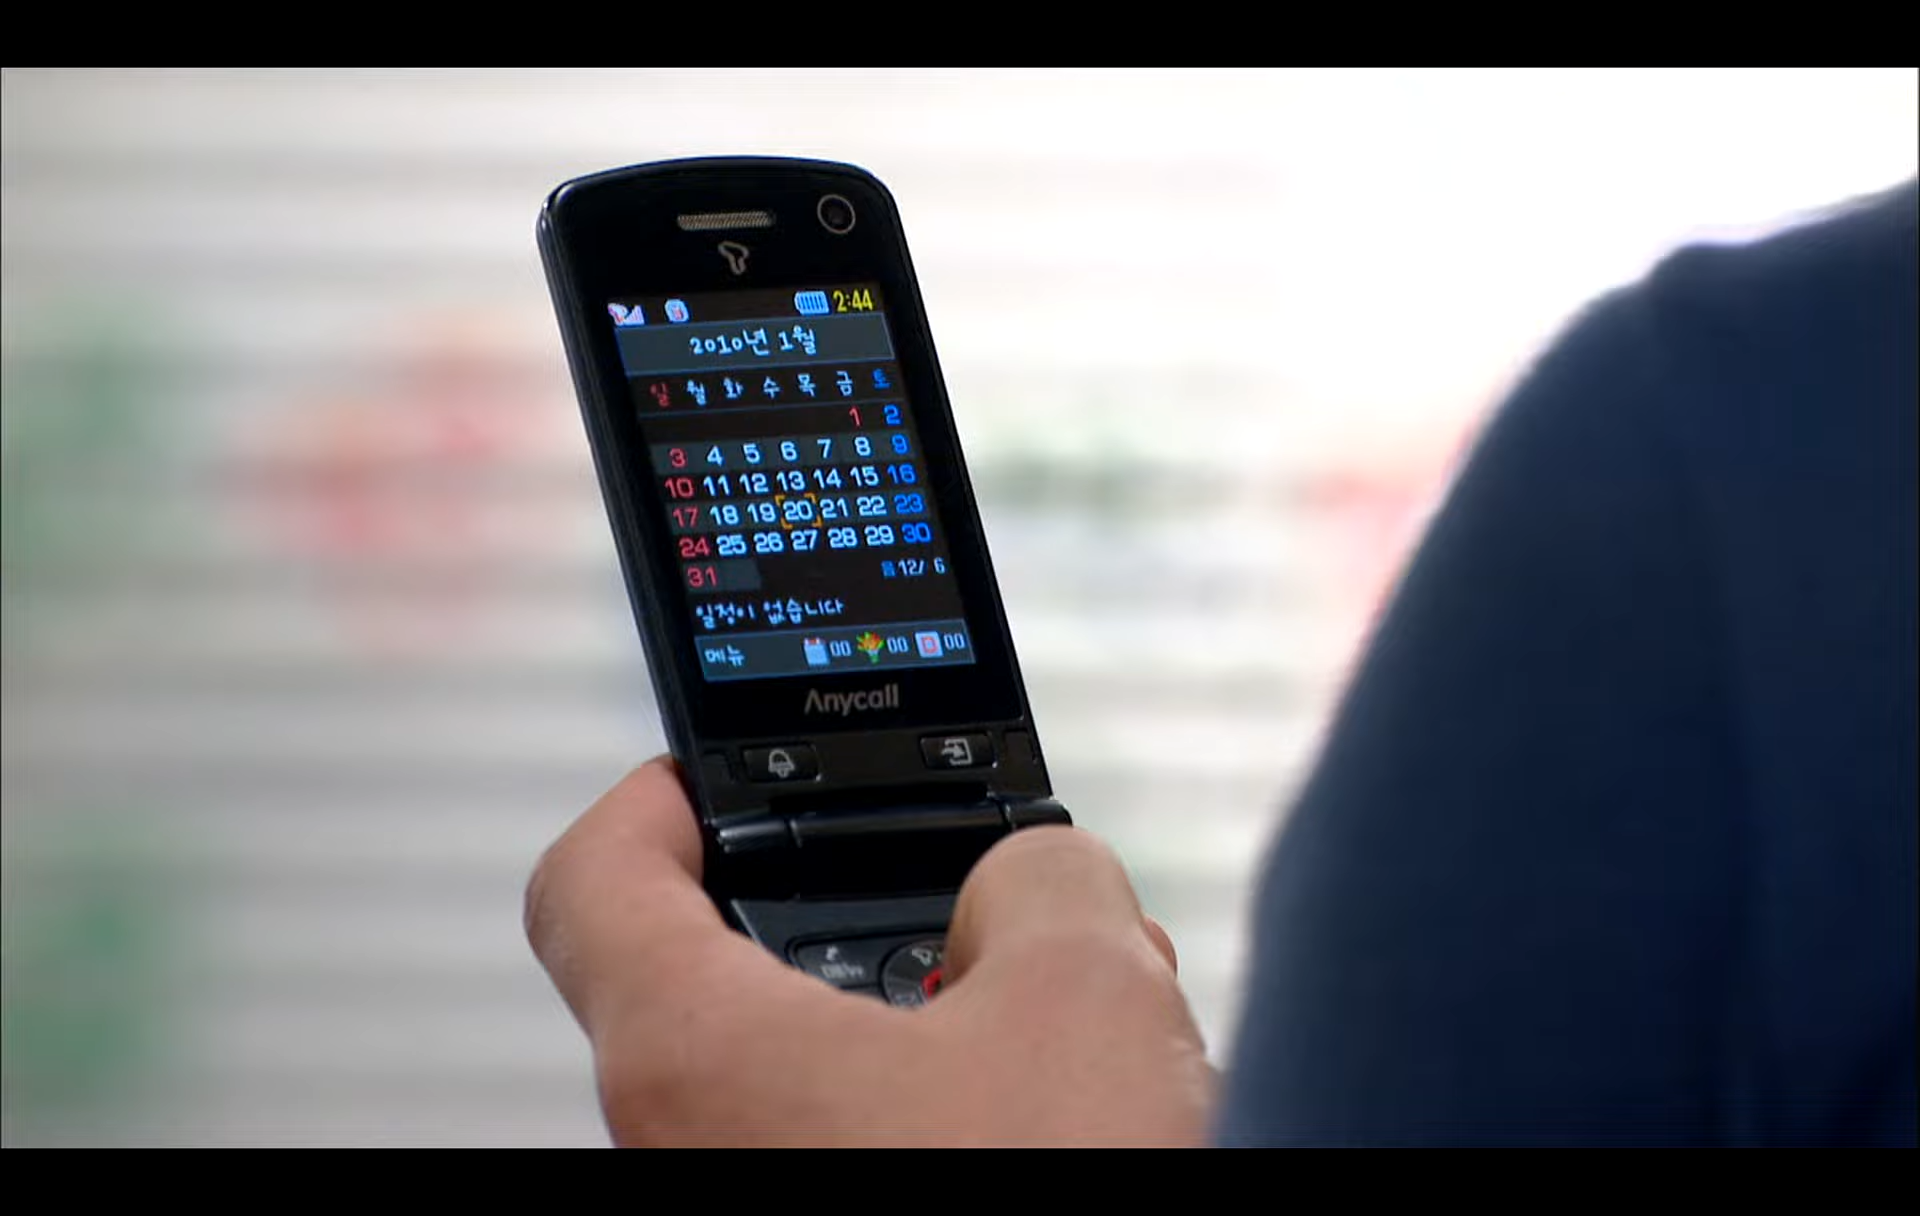 2:44
2010년 1월
일 월 화 수 목 금 토
1 2
3 4 5 6 7 8 9
10 11 12 13 14 15 16
17 18 19 20 21 22 23
24 25 26 27 28 29 30
31
음12/ 6
일정이 없습니다
메뉴 00 00 00
Anycall